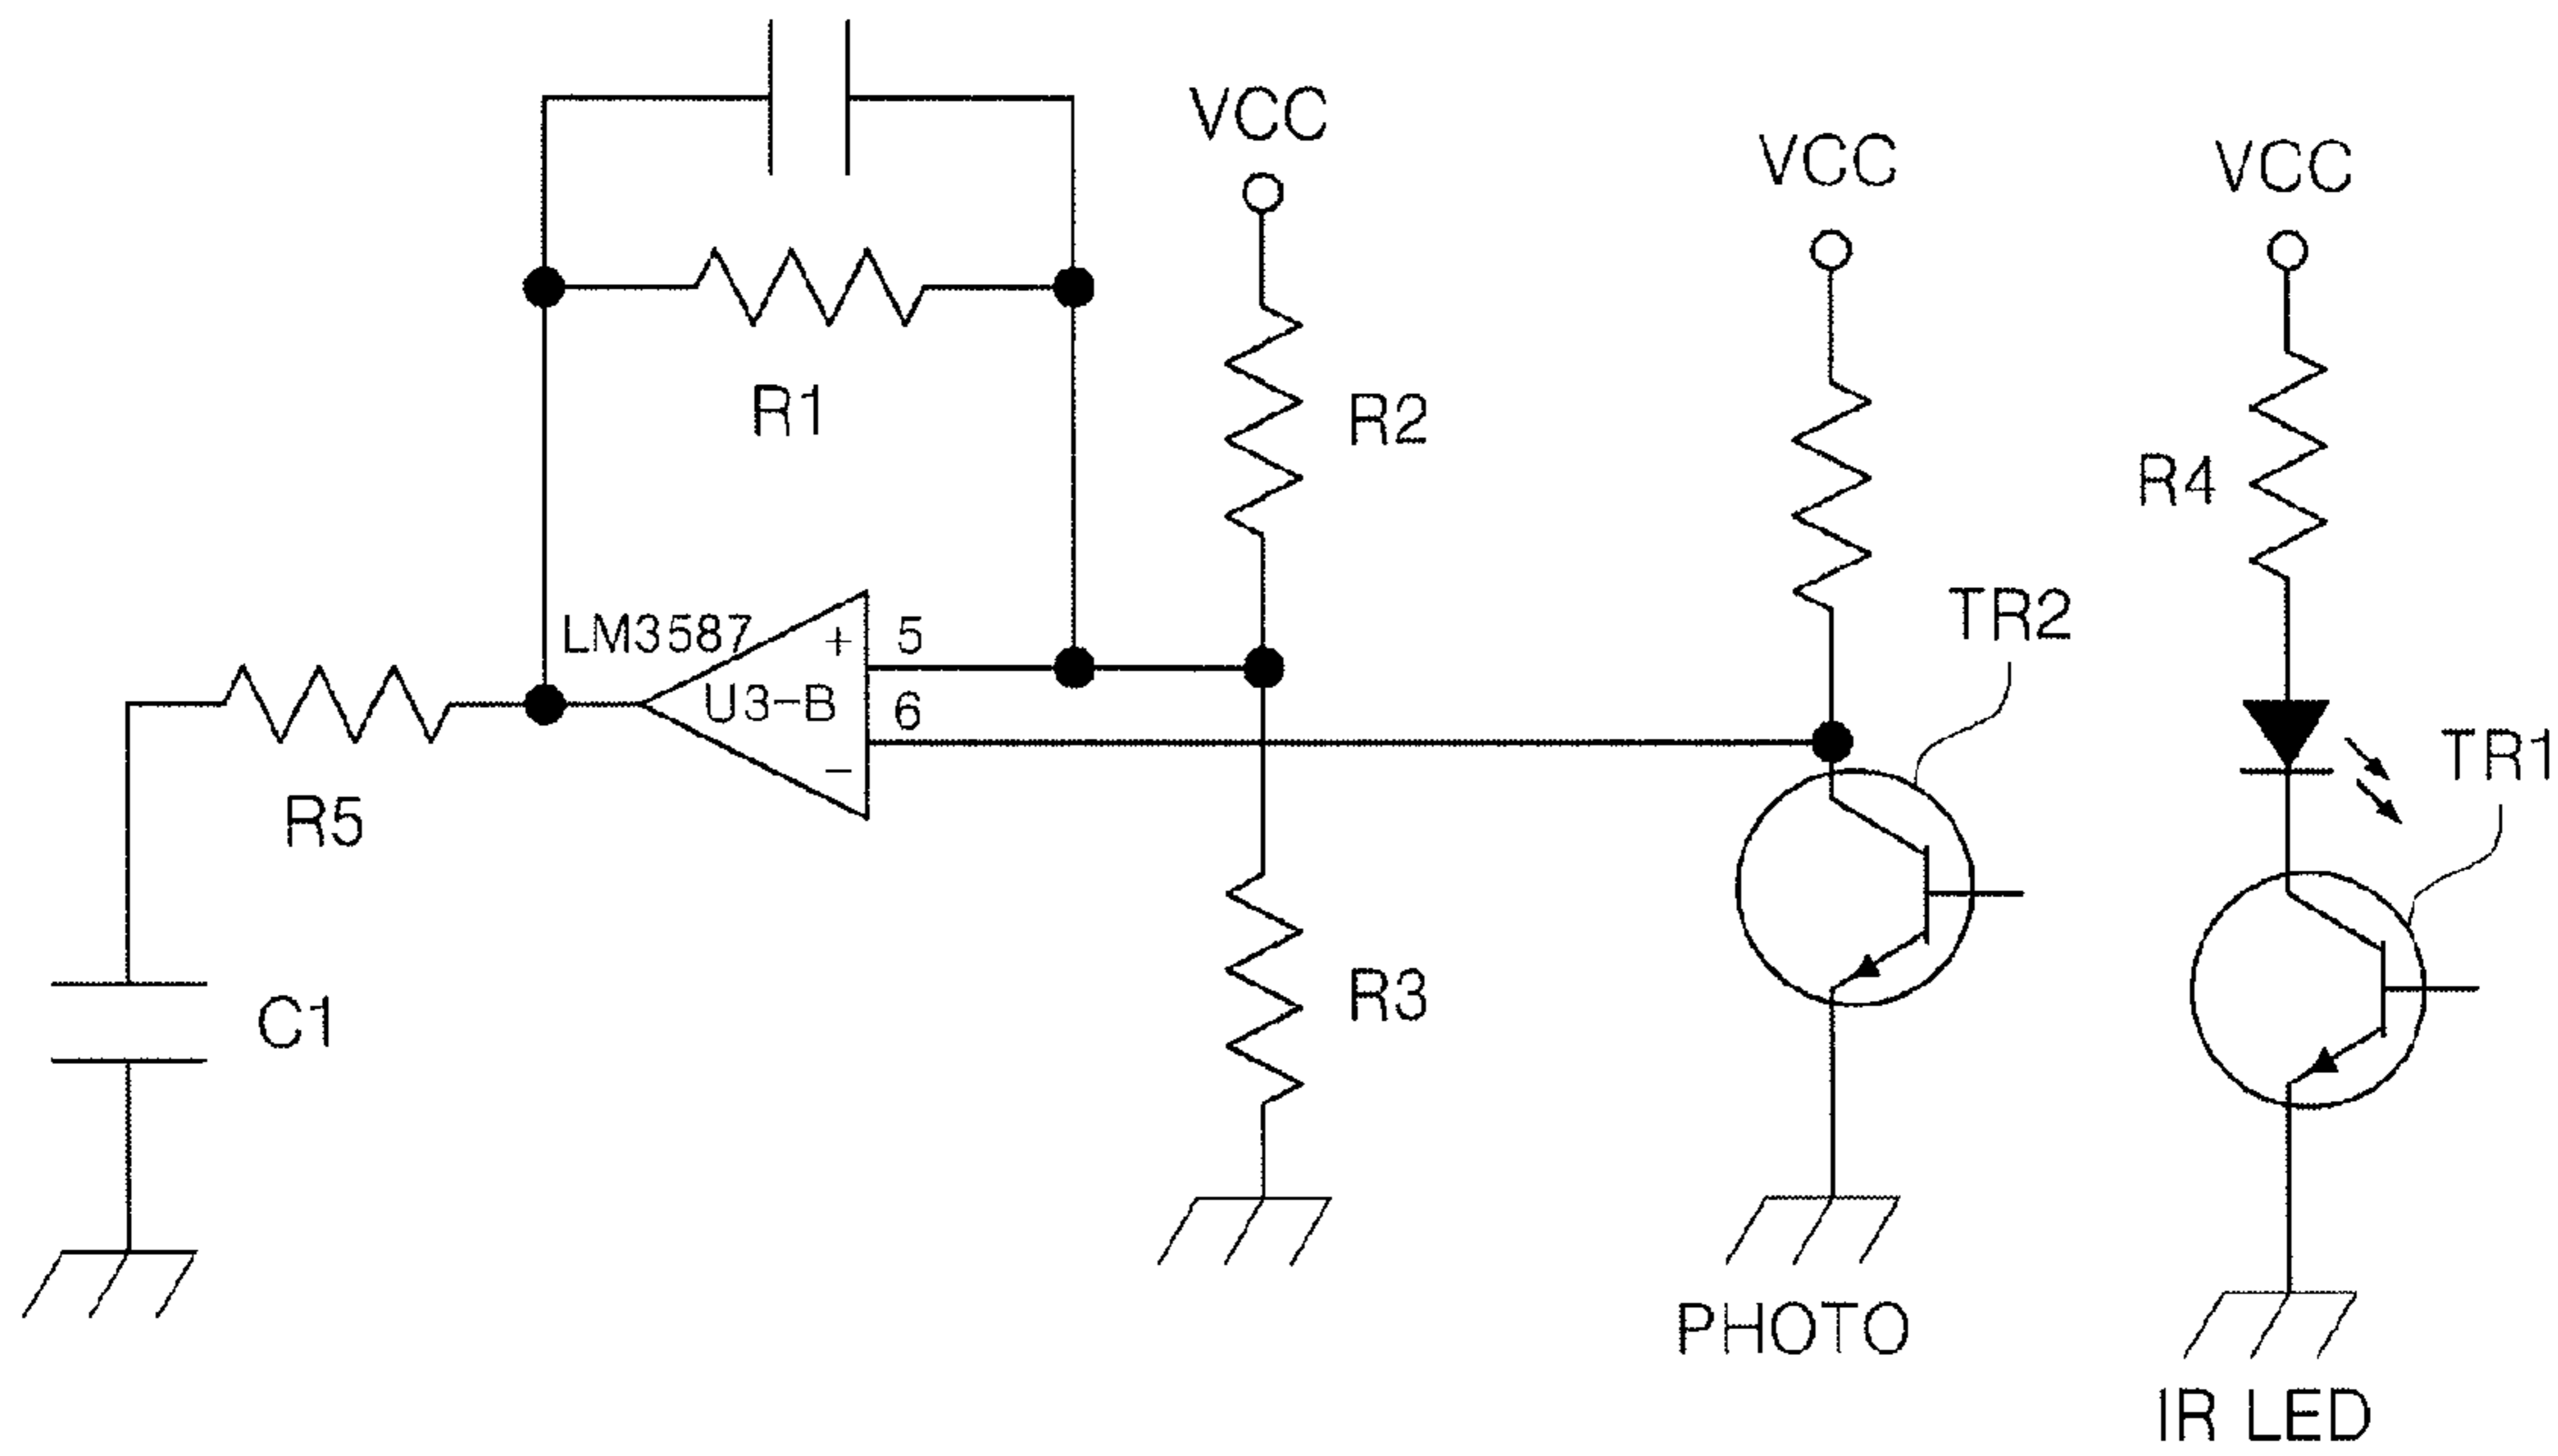 VCC
VCC
VCC
R1
R2
R4
LM3587
+
5
TR2
U3-B
6
−
TR1
R5
C1
R3
PHOTO
IR LED